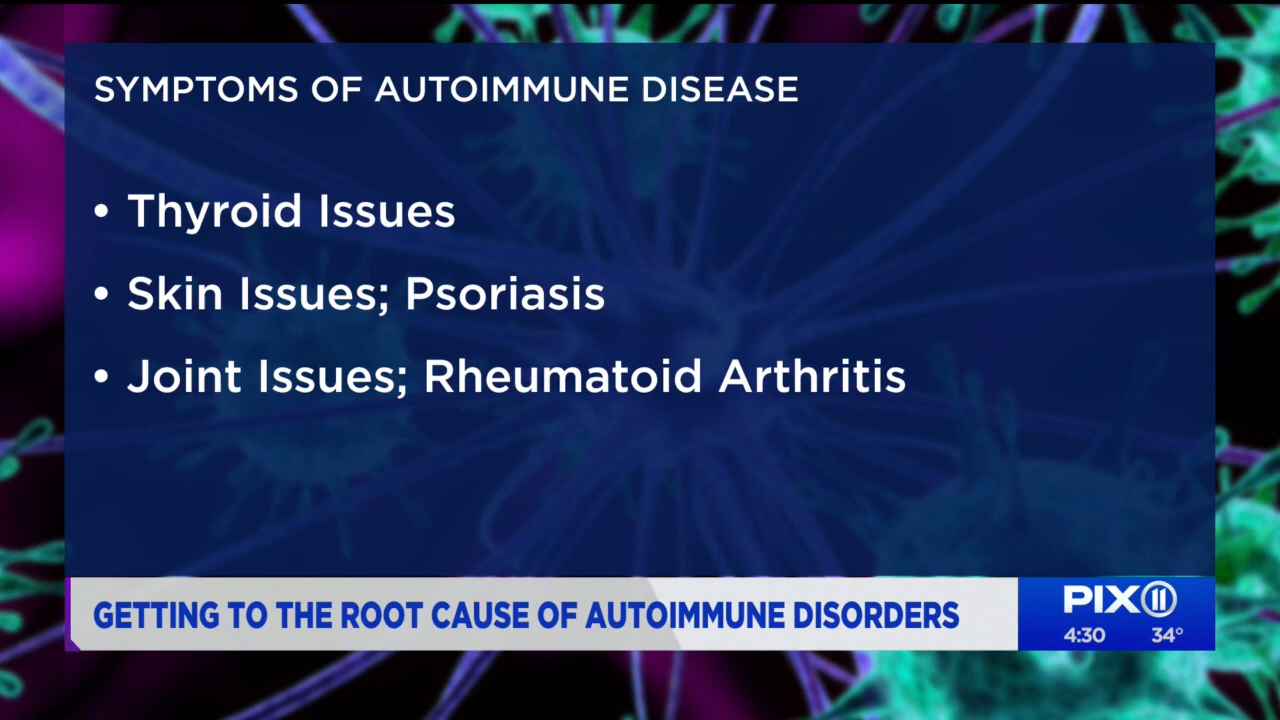 SYMPTOMS OF AUTOIMMUNE DISEASE
• Thyroid Issues
• Skin Issues; Psoriasis
• Joint Issues; Rheumatoid Arthritis
GETTING TO THE ROOT CAUSE OF AUTOIMMUNE DISORDERS
PIX11
4:30 34°